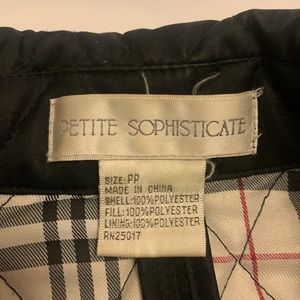 PETITE SOPHISTICATE
SIZE: PP
MADE IN CHINA
SHELL: 100% POLYESTER
FILL: 100% POLYESTER
LINING: 100% POLYESTER
RN25017